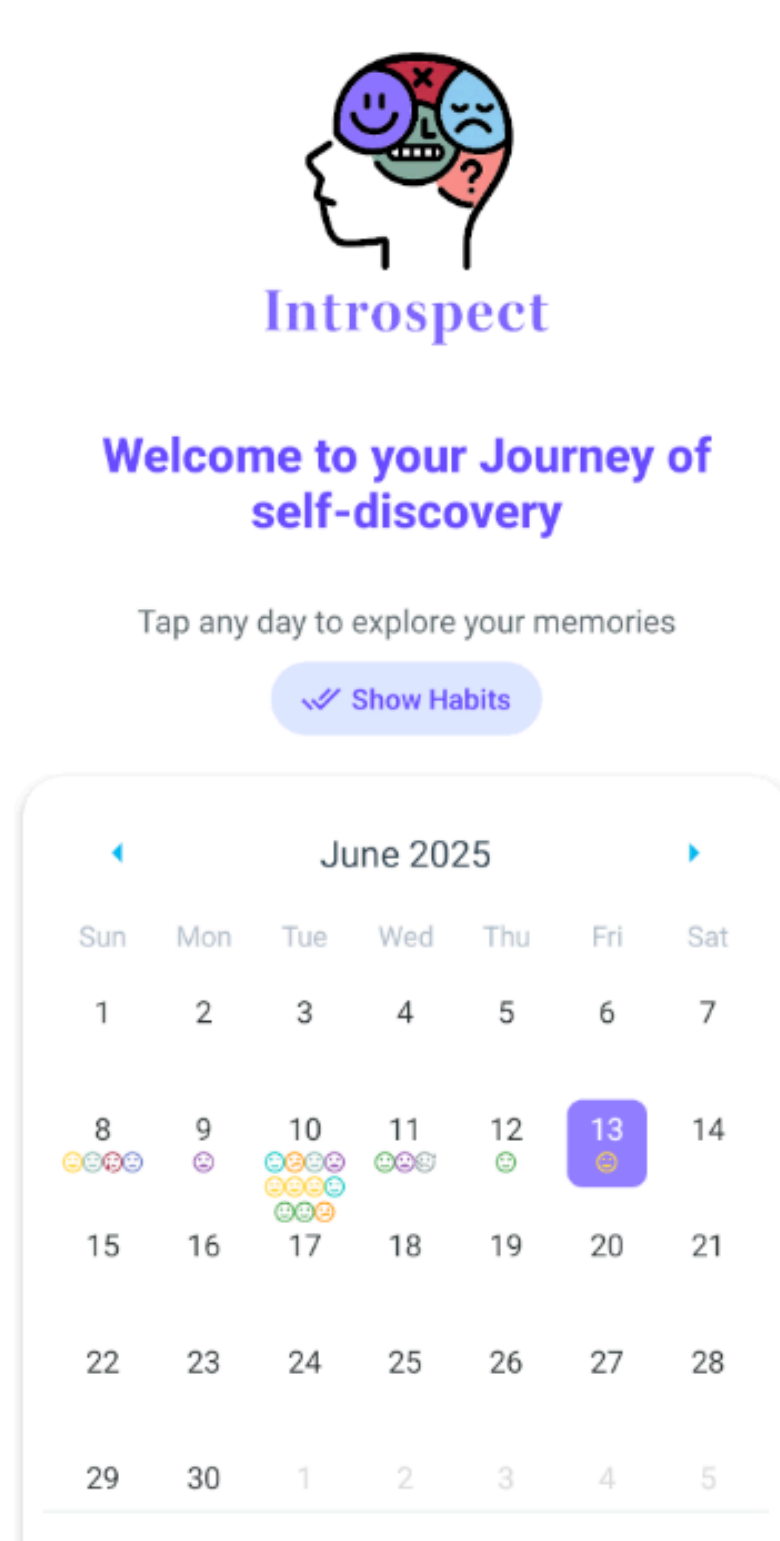 Introspect
Welcome to your Journey of
self-discovery
Tap any day to explore your memories
Show Habits
June 2025
Sun Mon Tue Wed Thu Fri Sat
1 2 3 4 5 6 7
8 9 10 11 12 13 14
15 16 17 18 19 20 21
22 23 24 25 26 27 28
29 30 1 2 3 4 5